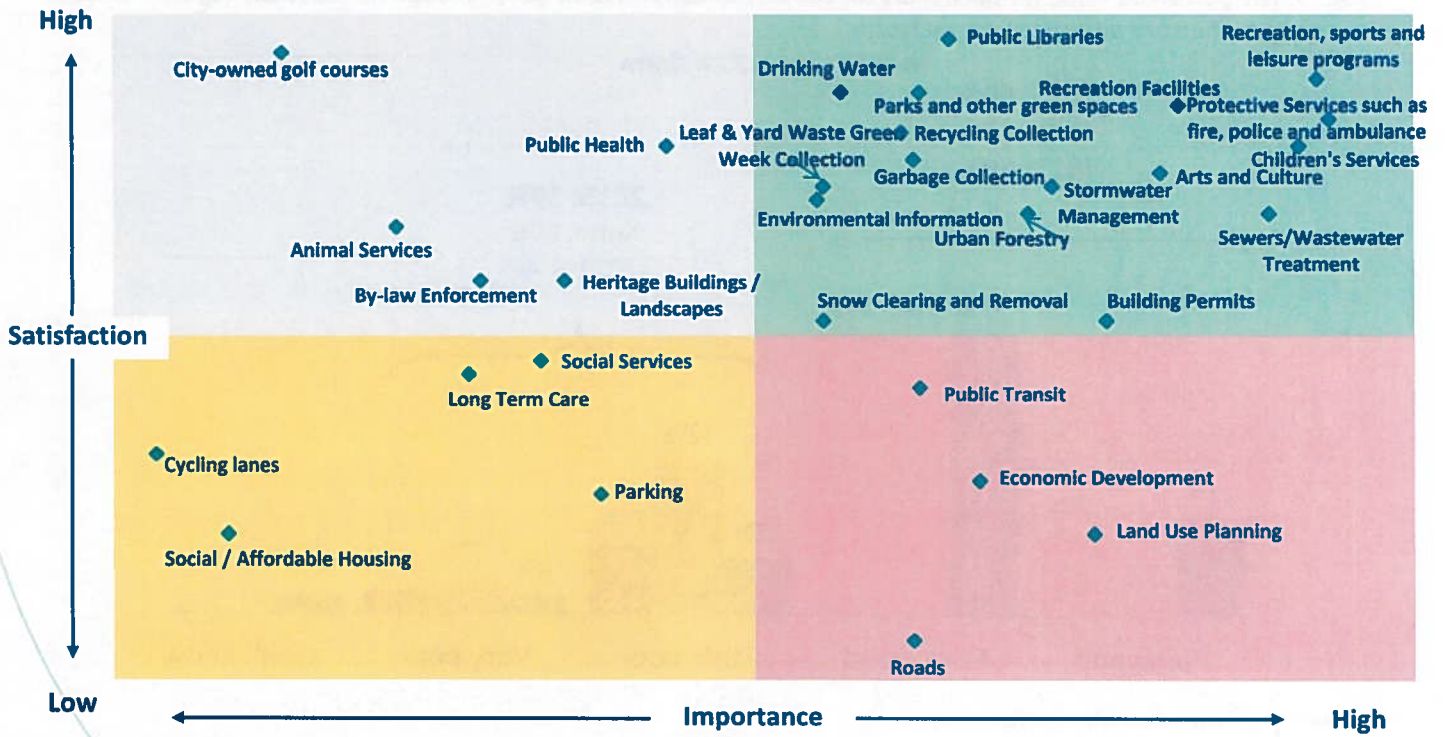 High
City-owned golf courses
Public Libraries
Recreation, sports and
leisure programs
Drinking Water
Recreation Facilities
Parks and other green spaces
Protective Services such as
fire, police and ambulance
Public Health
Leaf & Yard Waste Green
Week Collection
Recycling Collection
Children's Services
Garbage Collection
Arts and Culture
Stormwater
Management
Environmental Information
Urban Forestry
Sewers/Wastewater
Treatment
Animal Services
By-law Enforcement
Heritage Buildings /
Landscapes
Snow Clearing and Removal
Building Permits
Satisfaction
Social Services
Long Term Care
Public Transit
Cycling lanes
Parking
Economic Development
Social / Affordable Housing
Land Use Planning
Roads
Low
Importance
High